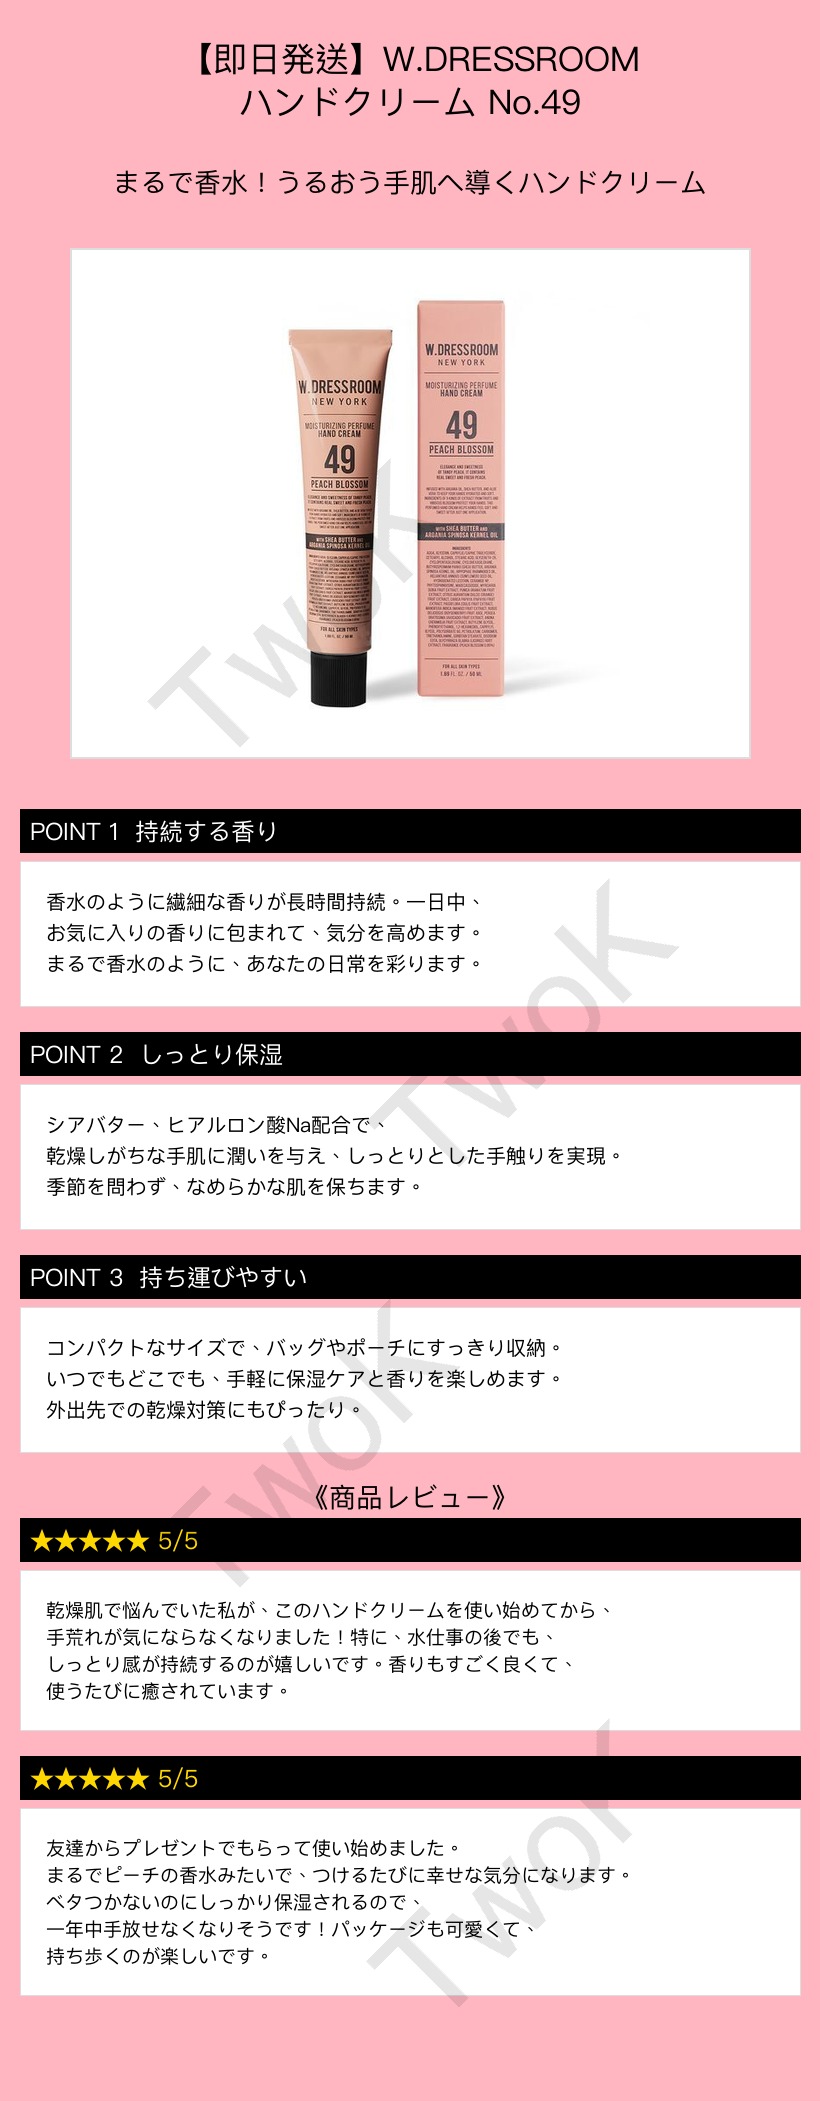 【即日発送】W.DRESSROOM
ハンドクリーム No.49
まるで香水！うるおう手肌へ導くハンドクリーム
W.DRESSROOM
NEW YORK
MOISTURIZING PERFUME
HAND CREAM
49
PEACH BLOSSOM
ELEGANCE AND SWEETNESS OF TANGY PEACH.
IT CONTAINS REAL SWEET AND FRESH PEACH.
WITH SHEA BUTTER AND
ARGANIA SPINOSA KERNEL OIL
FOR ALL SKIN TYPES
1.69 FL. OZ. / 50 ML
W.DRESSROOM
NEW YORK
MOISTURIZING PERFUME
HAND CREAM
49
PEACH BLOSSOM
ELEGANCE AND SWEETNESS
OF TANGY PEACH. IT CONTAINS
REAL SWEET AND FRESH PEACH.
WITH SHEA BUTTER AND
ARGANIA SPINOSA KERNEL OIL
INGREDIENTS
FOR ALL SKIN TYPES
1.69 FL. OZ. / 50 ML
TwoK
POINT 1 持続する香り
香水のように繊細な香りが長時間持続。一日中、
お気に入りの香りに包まれて、気分を高めます。
まるで香水のように、あなたの日常を彩ります。
TwoK
POINT 2 しっとり保湿
シアバター、ヒアルロン酸Na配合で、
乾燥しがちな手肌に潤いを与え、しっとりとした手触りを実現。
季節を問わず、なめらかな肌を保ちます。
POINT 3 持ち運びやすい
コンパクトなサイズで、バッグやポーチにすっきり収納。
いつでもどこでも、手軽に保湿ケアと香りを楽しめます。
外出先での乾燥対策にもぴったり。
TwoK
《商品レビュー》
★★★★★ 5/5
乾燥肌で悩んでいた私が、このハンドクリームを使い始めてから、
手荒れが気にならなくなりました！特に、水仕事の後でも、
しっとり感が持続するのが嬉しいです。香りもすごく良くて、
使うたびに癒されています。
★★★★★ 5/5
友達からプレゼントでもらって使い始めました。
まるでピーチの香水みたいで、つけるたびに幸せな気分になります。
ベタつかないのにしっかり保湿されるので、
一年中手放せなくなりそうです！パッケージも可愛くて、
持ち歩くのが楽しいです。
TwoK